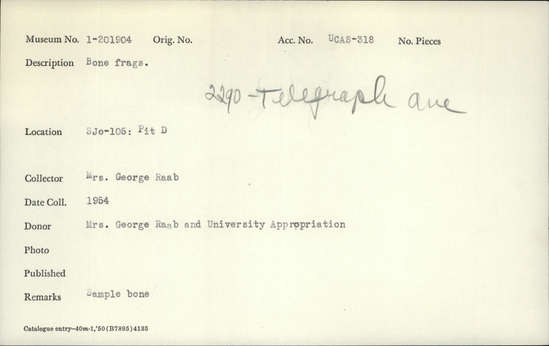 Museum No. 1-201904 Orig. No. Acc. No. UCAS-318 No. Pieces
Description Bone frags.
2290-Telegraph Ave
Location SJo-105: Pit D
Collector Mrs. George Raab
Date Coll. 1954
Donor Mrs. George Raab and University Appropriation
Photo
Published
Remarks Sample bone
Catalogue entry—40m-1,'50 (B7895) 4185